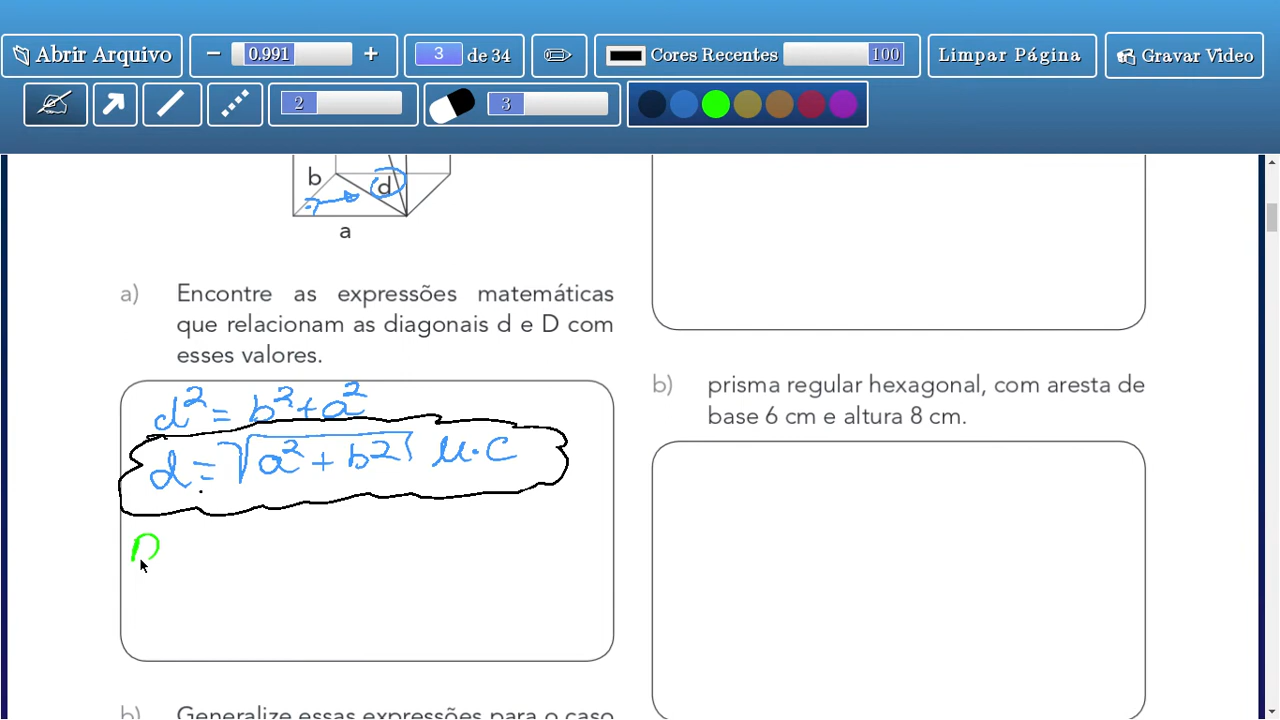 Abrir Arquivo
− 0.991 +
3 de 34
Cores Recentes 100
Limpar Página
Gravar Video
2
3
b
d
a
a) Encontre as expressões matemáticas
que relacionam as diagonais d e D com
esses valores.
d² = b² + a²
d = √(a² + b²) μ.C
D
b) Generalize essas expressões para o caso
b) prisma regular hexagonal, com aresta de
base 6 cm e altura 8 cm.